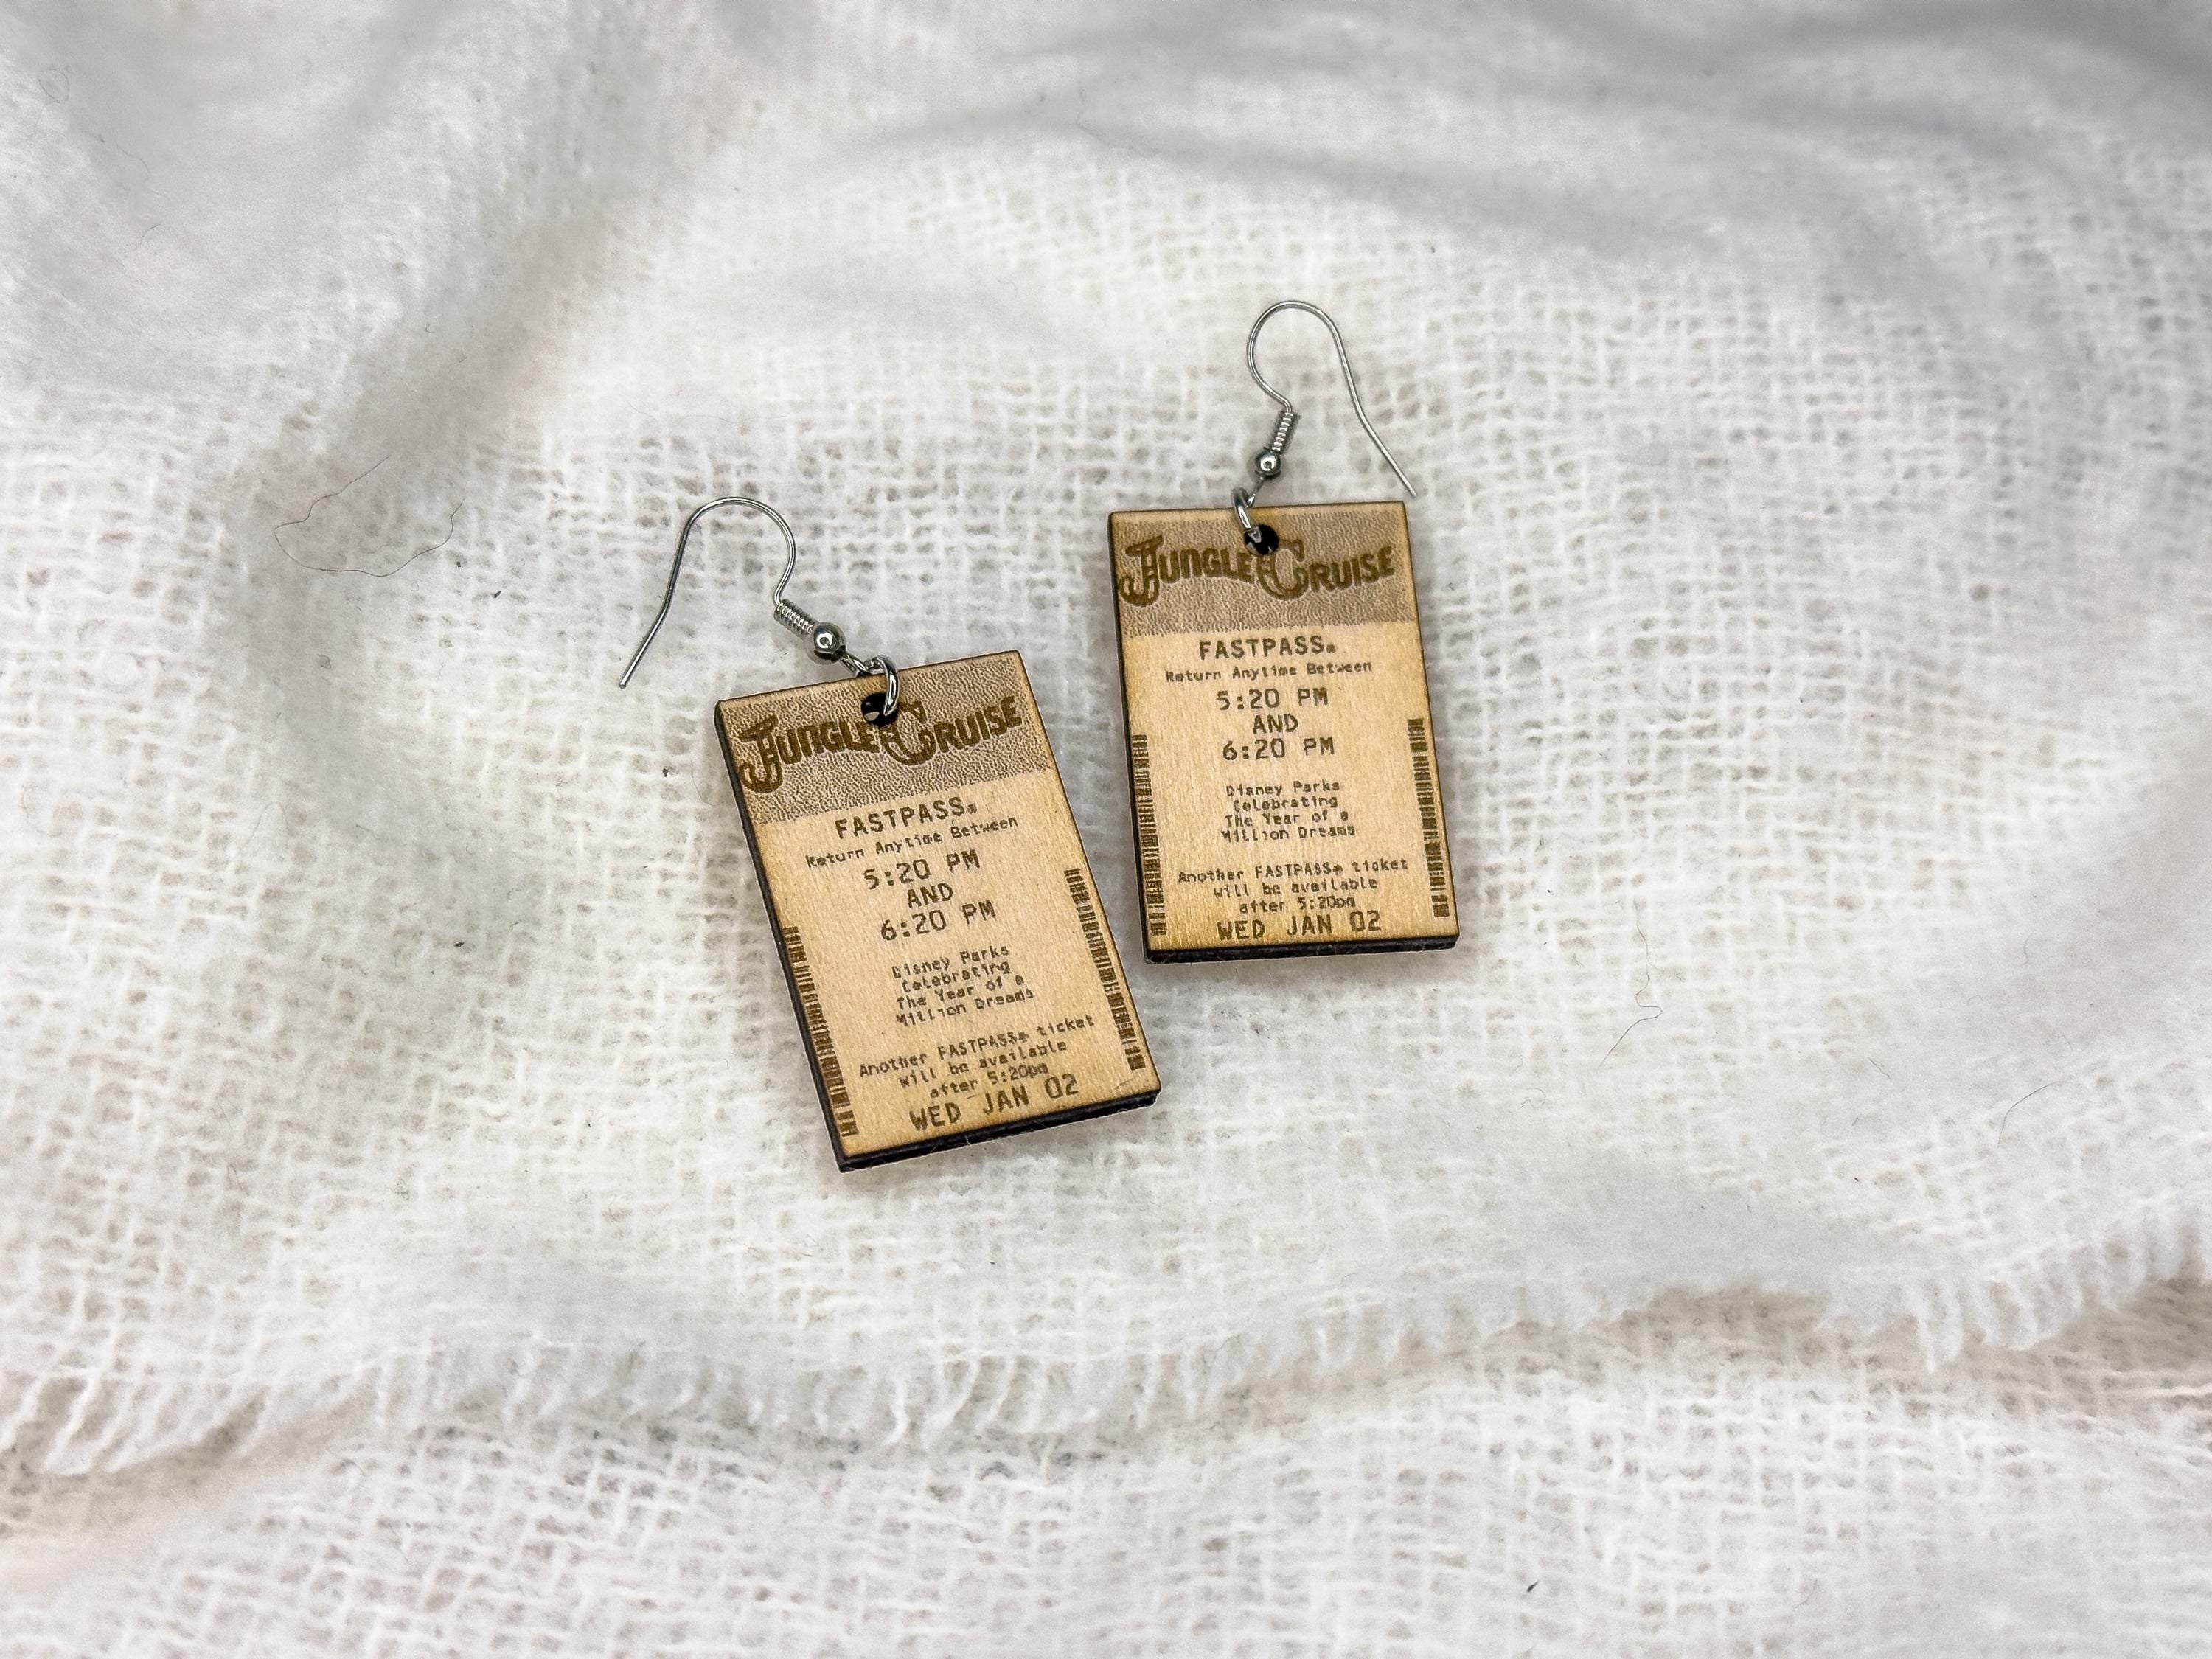 JUNGLE CRUISE
FASTPASS®
Return Anytime Between
5:20 PM
AND
6:20 PM
Disney Parks
Celebrating
The Year of a
Million Dreams
Another FASTPASS® ticket
will be available
after 5:20pm
WED JAN 02
JUNGLE CRUISE
FASTPASS®
Return Anytime Between
5:20 PM
AND
6:20 PM
Disney Parks
Celebrating
The Year of a
Million Dreams
Another FASTPASS® ticket
will be available
after 5:20pm
WED JAN 02